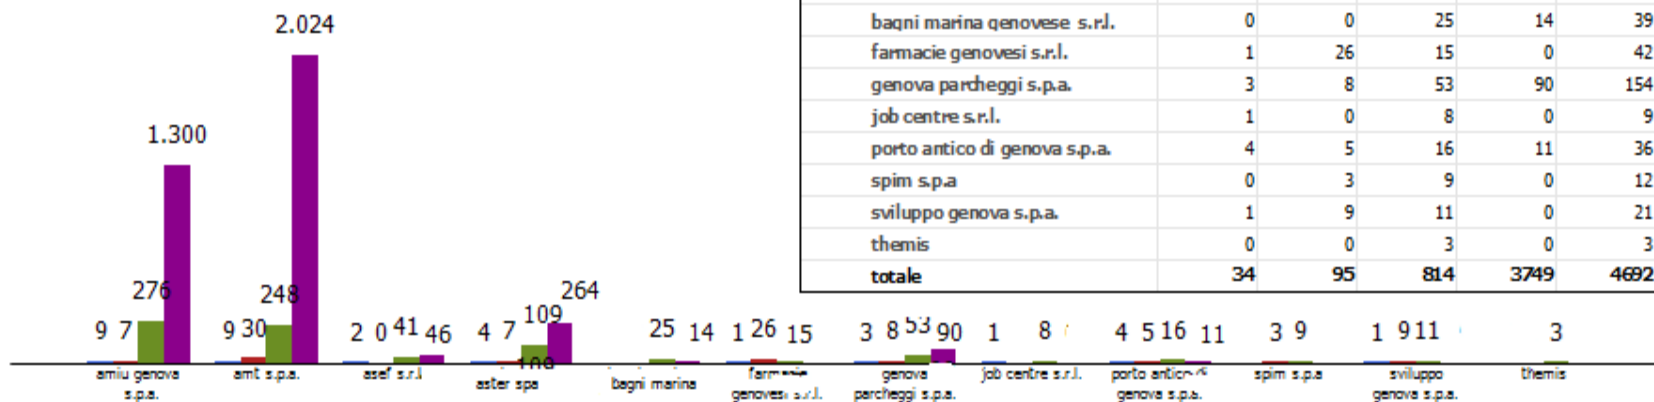 2.024
1.300
276
248
264
109
9 7
9 30
2 0 41 46
4 7
25 14
1 26 15
3 8 53 90
1 8
4 5 16 11
3 9
1 9 11
3
amiu genova
s.p.a.
amt s.p.a.
asef s.r.l
aster spa
bagni marina
genovesi s.r.l.
genova
parcheggi s.p.a.
job centre s.r.l.
porto antico di
genova s.p.a.
spim s.p.a
sviluppo
genova s.p.a.
themis
bagni marina genovese s.r.l. 0 0 25 14 39
farmacie genovesi s.r.l. 1 26 15 0 42
genova parcheggi s.p.a. 3 8 53 90 154
job centre s.r.l. 1 0 8 0 9
porto antico di genova s.p.a. 4 5 16 11 36
spim s.p.a 0 3 9 0 12
sviluppo genova s.p.a. 1 9 11 0 21
themis 0 0 3 0 3
totale 34 95 814 3749 4692